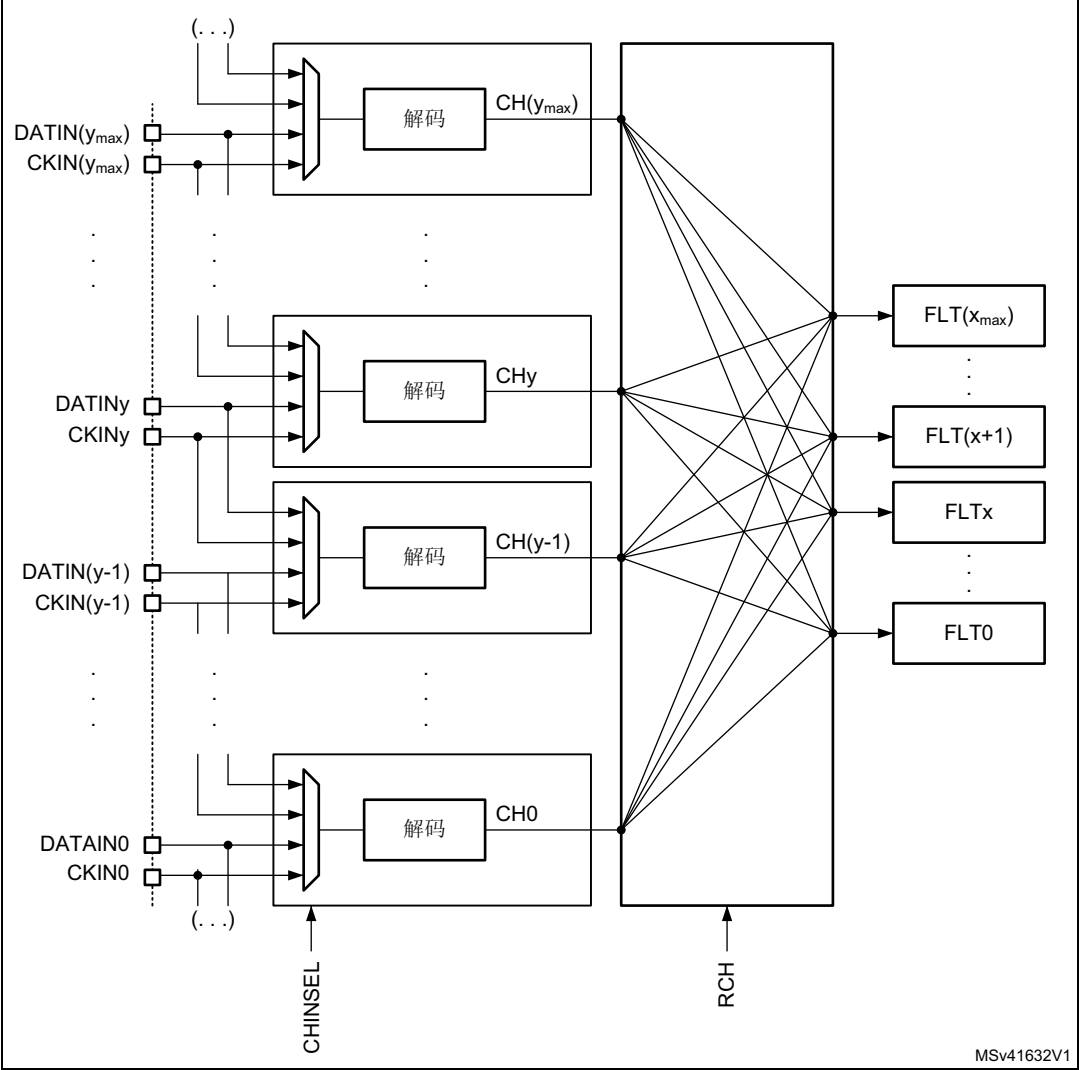 (...)
解码
CH(ymax)
DATIN(ymax)
CKIN(ymax)
FLT(xmax)
解码
CHy
DATINy
CKINy
FLT(x+1)
FLTx
解码
CH(y-1)
DATIN(y-1)
CKIN(y-1)
FLT0
解码
CH0
DATAIN0
CKIN0
(...)
CHINSEL
RCH
MSv41632V1